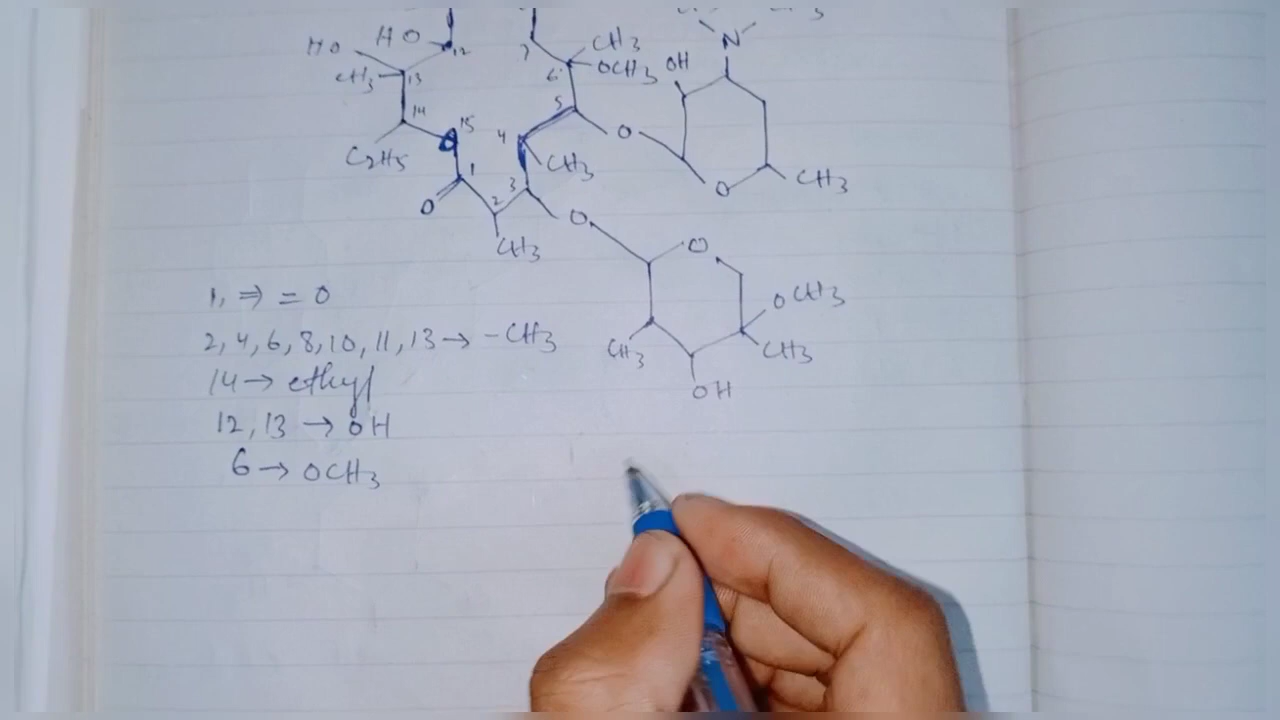 N
HO HO 12 7 CH3 OH
CH3 13 6 OCH3
14 15 5 O
C2H5 4 CH3
1 3 O CH3
O 2 O
CH3 O
1, ⇒ = O
O CH3
2, 4, 6, 8, 10, 11, 13 → -CH3
CH3 CH3
14 → ethyl
OH
12, 13 → OH
6 → OCH3